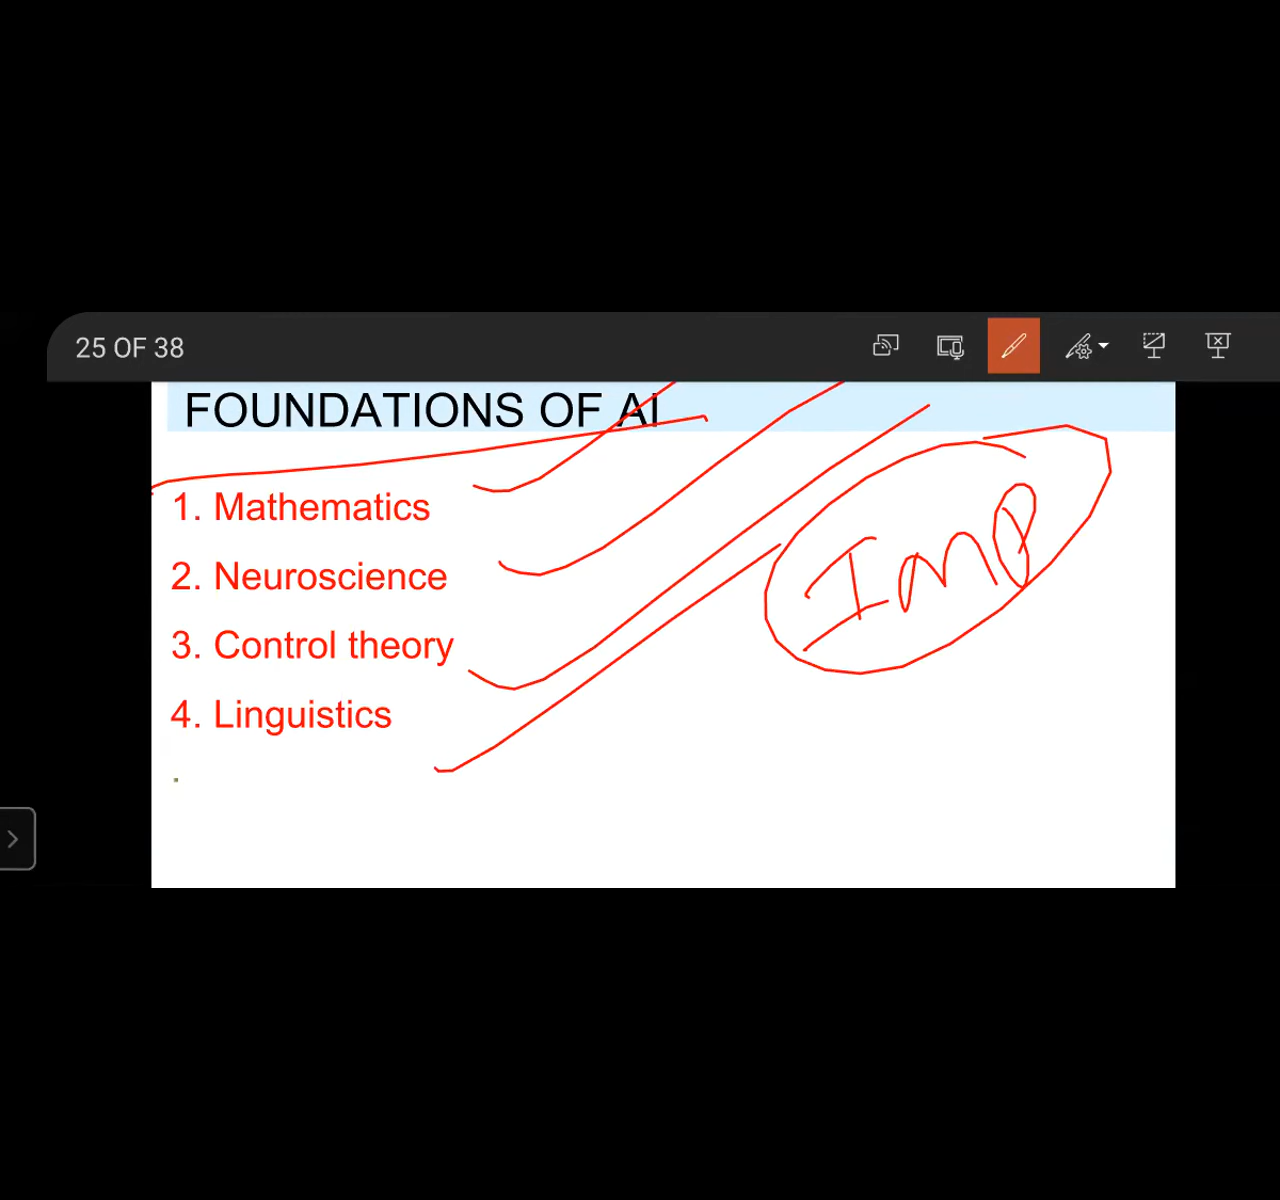 25 OF 38
FOUNDATIONS OF AI
1. Mathematics
2. Neuroscience
3. Control theory
4. Linguistics
Imp